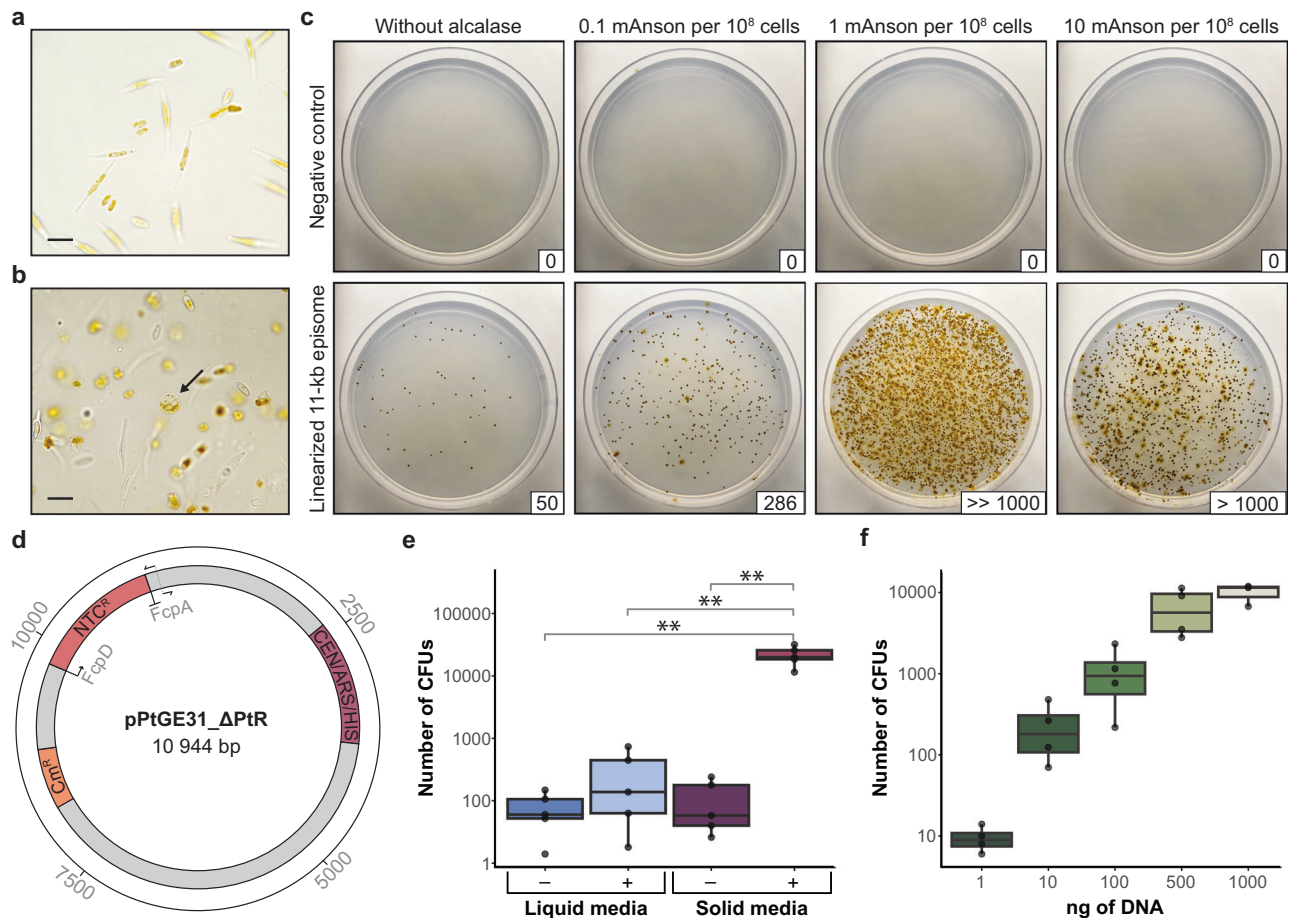 a
b
c
Without alcalase
0.1 mAnson per 10⁸ cells
1 mAnson per 10⁸ cells
10 mAnson per 10⁸ cells
Negative control
0
0
0
0
Linearized 11-kb episome
50
286
>> 1000
> 1000
d
10000
NTCᴿ
FcpA
2500
CEN/ARS/HIS
FcpD
pPtGE31_ΔPtR
10 944 bp
Cmᴿ
7500
5000
e
Number of CFUs
100000
10000
1000
100
1
**
**
**
– + – +
Liquid media Solid media
f
Number of CFUs
10000
1000
100
10
1 10 100 500 1000
ng of DNA